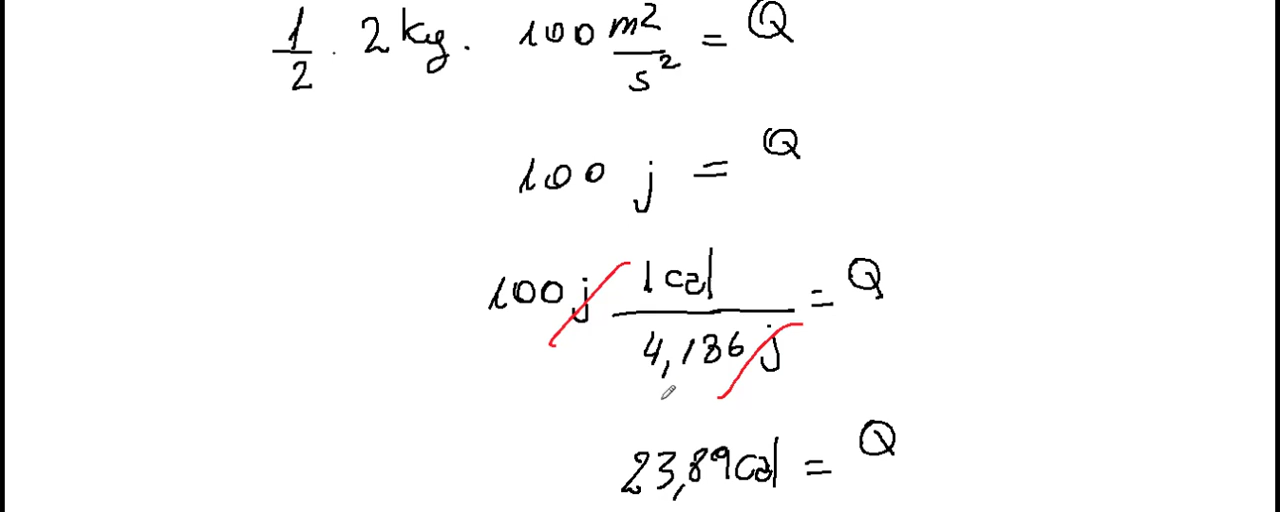 1/2 · 2 kg · 100 m²/s² = Q
100 j = Q
100 j 1 cal / 4,186 j = Q
23,89 cal = Q